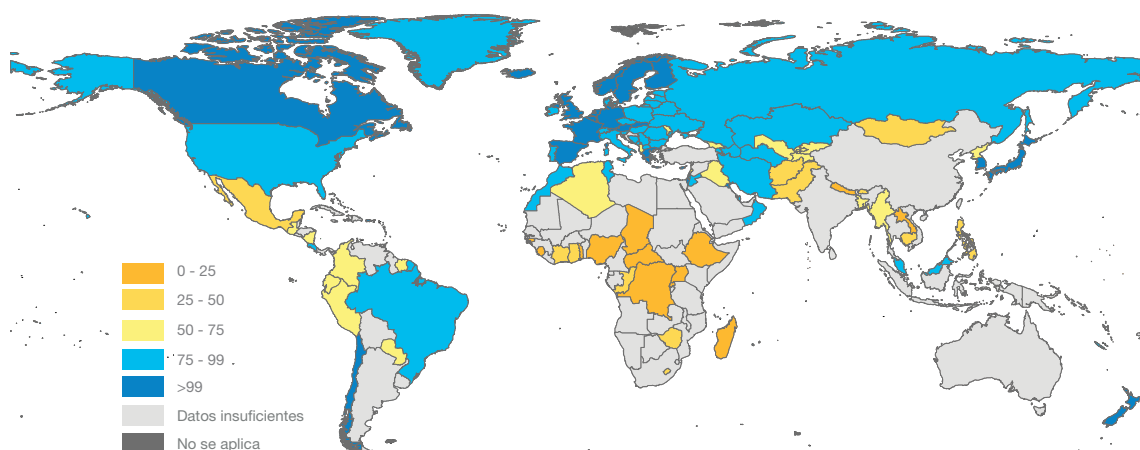 0 - 25
25 - 50
50 - 75
75 - 99
>99
Datos insuficientes
No se aplica